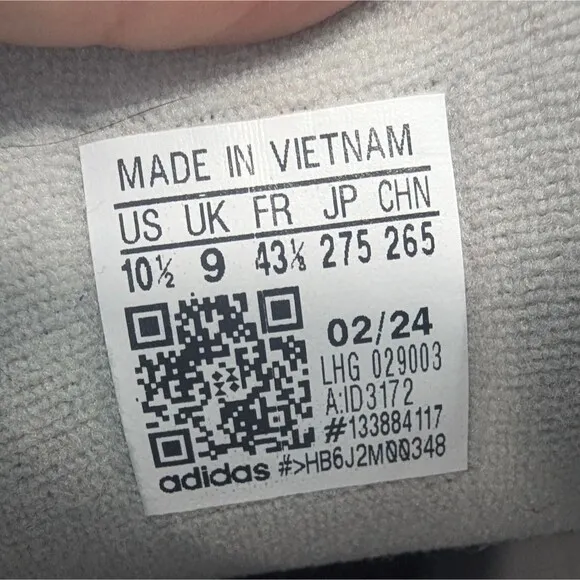 MADE IN VIETNAM
US UK FR JP CHN
10½ 9 43⅓ 275 265
02/24
LHG 029003
A:ID3172
#133884117
adidas #>HB6J2M00348